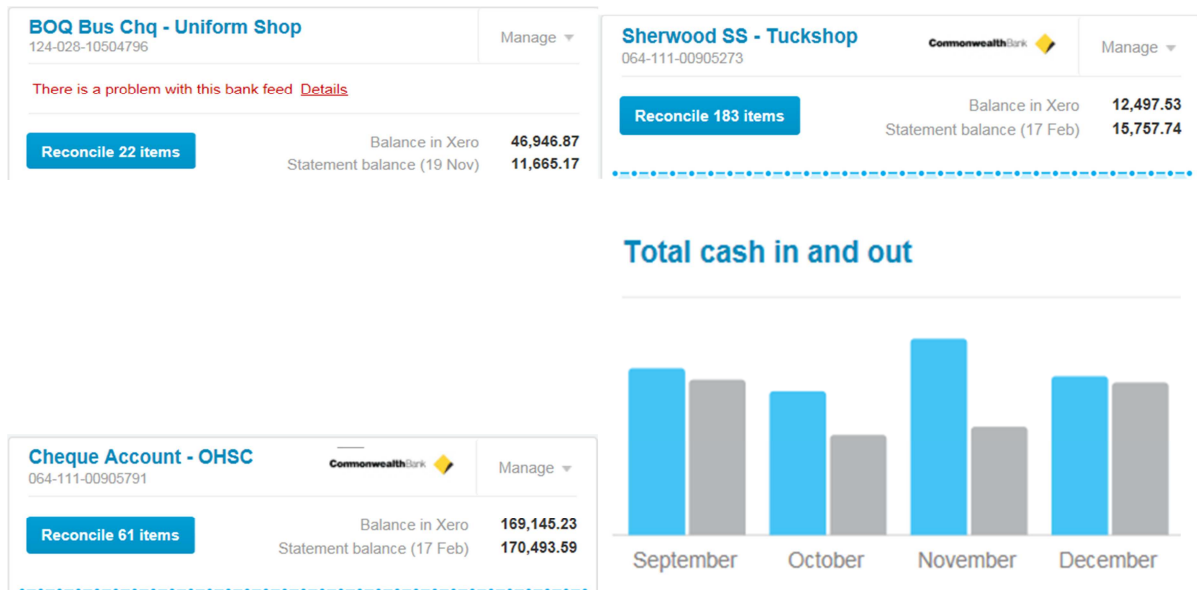 BOQ Bus Chq - Uniform Shop
124-028-10504796
Manage
There is a problem with this bank feed Details
Reconcile 22 items
Balance in Xero 46,946.87
Statement balance (19 Nov) 11,665.17
Sherwood SS - Tuckshop
064-111-00905273
CommonwealthBank
Manage
Reconcile 183 items
Balance in Xero 12,497.53
Statement balance (17 Feb) 15,757.74
Total cash in and out
September October November December
Cheque Account - OHSC
064-111-00905791
CommonwealthBank
Manage
Reconcile 61 items
Balance in Xero 169,145.23
Statement balance (17 Feb) 170,493.59